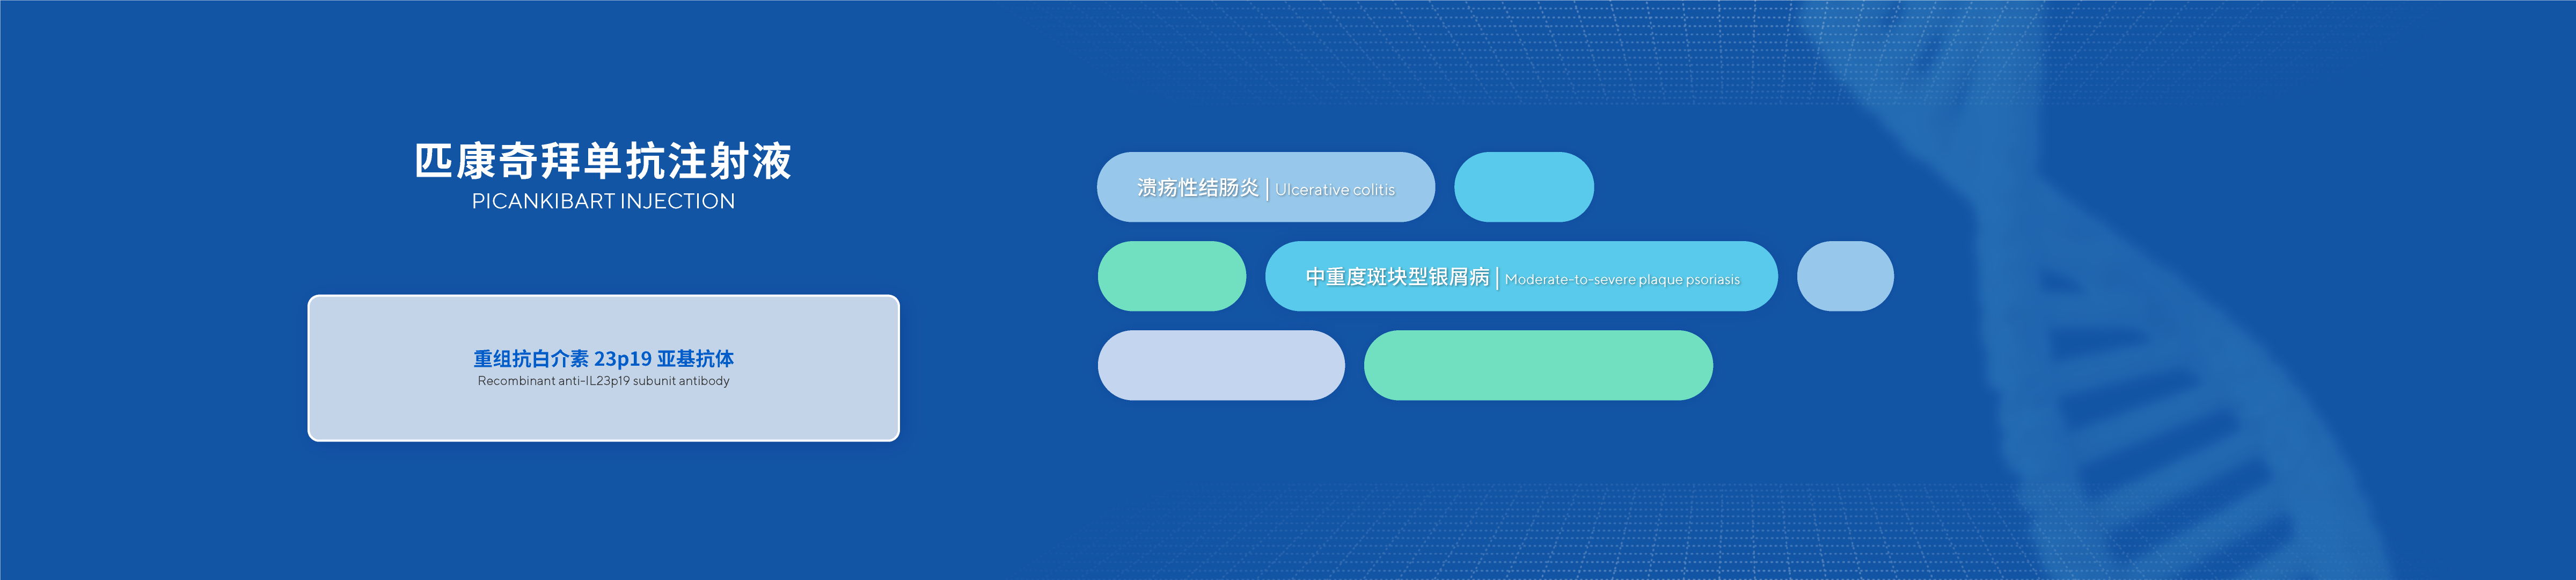 匹康奇拜单抗注射液
PICANKIBART INJECTION
重组抗白介素 23p19 亚基抗体
Recombinant anti-IL23p19 subunit antibody
溃疡性结肠炎 | Ulcerative colitis
中重度斑块型银屑病 | Moderate-to-severe plaque psoriasis